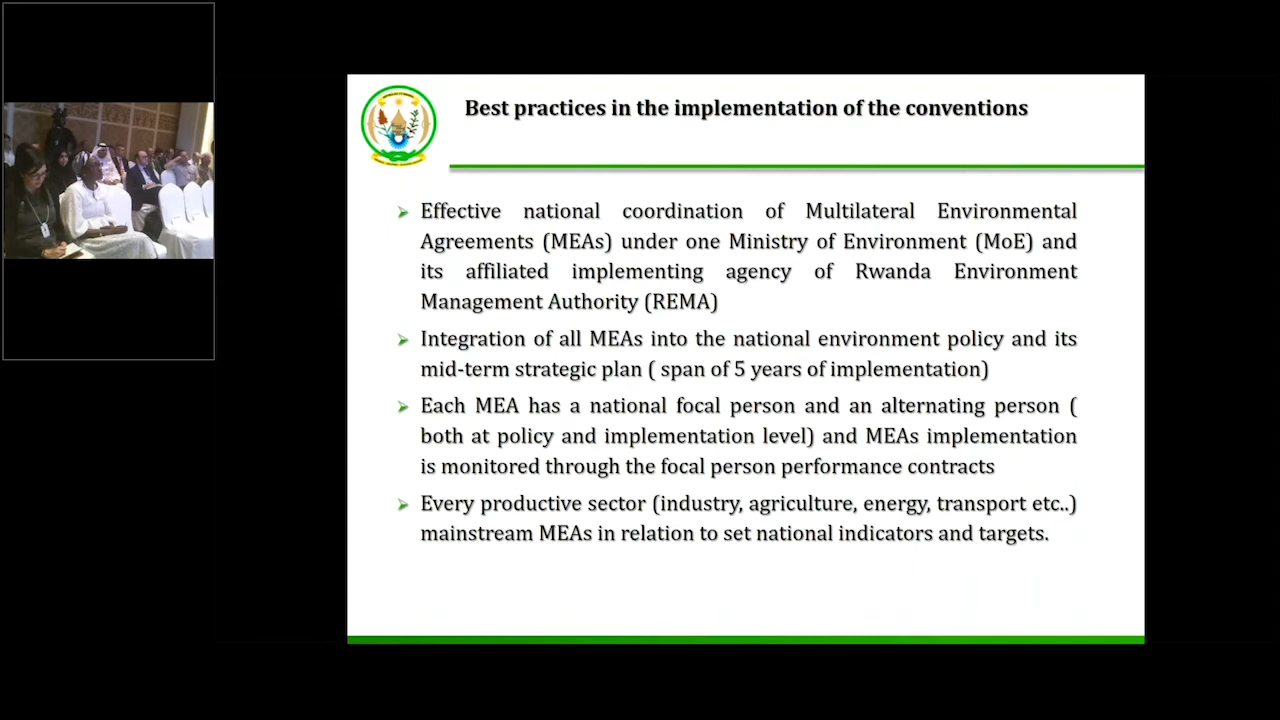 Best practices in the implementation of the conventions
➢ Effective national coordination of Multilateral Environmental
Agreements (MEAs) under one Ministry of Environment (MoE) and
its affiliated implementing agency of Rwanda Environment
Management Authority (REMA)
➢ Integration of all MEAs into the national environment policy and its
mid-term strategic plan ( span of 5 years of implementation)
➢ Each MEA has a national focal person and an alternating person (
both at policy and implementation level) and MEAs implementation
is monitored through the focal person performance contracts
➢ Every productive sector (industry, agriculture, energy, transport etc..)
mainstream MEAs in relation to set national indicators and targets.